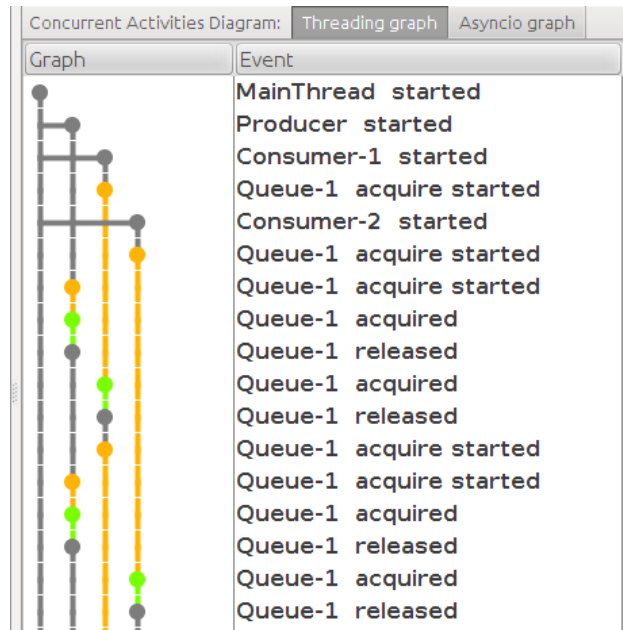 Concurrent Activities Diagram: Threading graph Asyncio graph
Graph Event
MainThread started
Producer started
Consumer-1 started
Queue-1 acquire started
Consumer-2 started
Queue-1 acquire started
Queue-1 acquire started
Queue-1 acquired
Queue-1 released
Queue-1 acquired
Queue-1 released
Queue-1 acquire started
Queue-1 acquire started
Queue-1 acquired
Queue-1 released
Queue-1 acquired
Queue-1 released